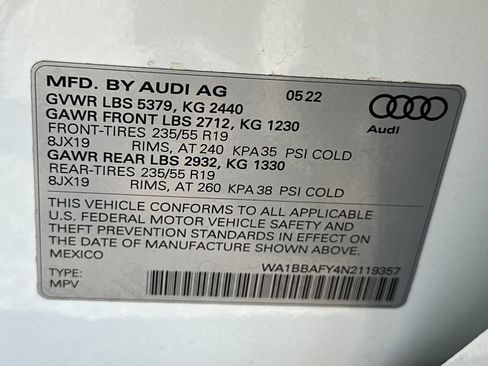 MFD. BY AUDI AG 05 22
GVWR LBS 5379, KG 2440
GAWR FRONT LBS 2712, KG 1230
FRONT-TIRES 235/55 R19
8JX19 RIMS, AT 240 KPA 35 PSI COLD
GAWR REAR LBS 2932, KG 1330
REAR-TIRES 235/55 R19
8JX19 RIMS, AT 260 KPA 38 PSI COLD
Audi
THIS VEHICLE CONFORMS TO ALL APPLICABLE
U.S. FEDERAL MOTOR VEHICLE SAFETY AND
THEFT PREVENTION STANDARDS IN EFFECT ON
THE DATE OF MANUFACTURE SHOWN ABOVE.
MEXICO
WA1BBAFY4N2119357
TYPE:
MPV